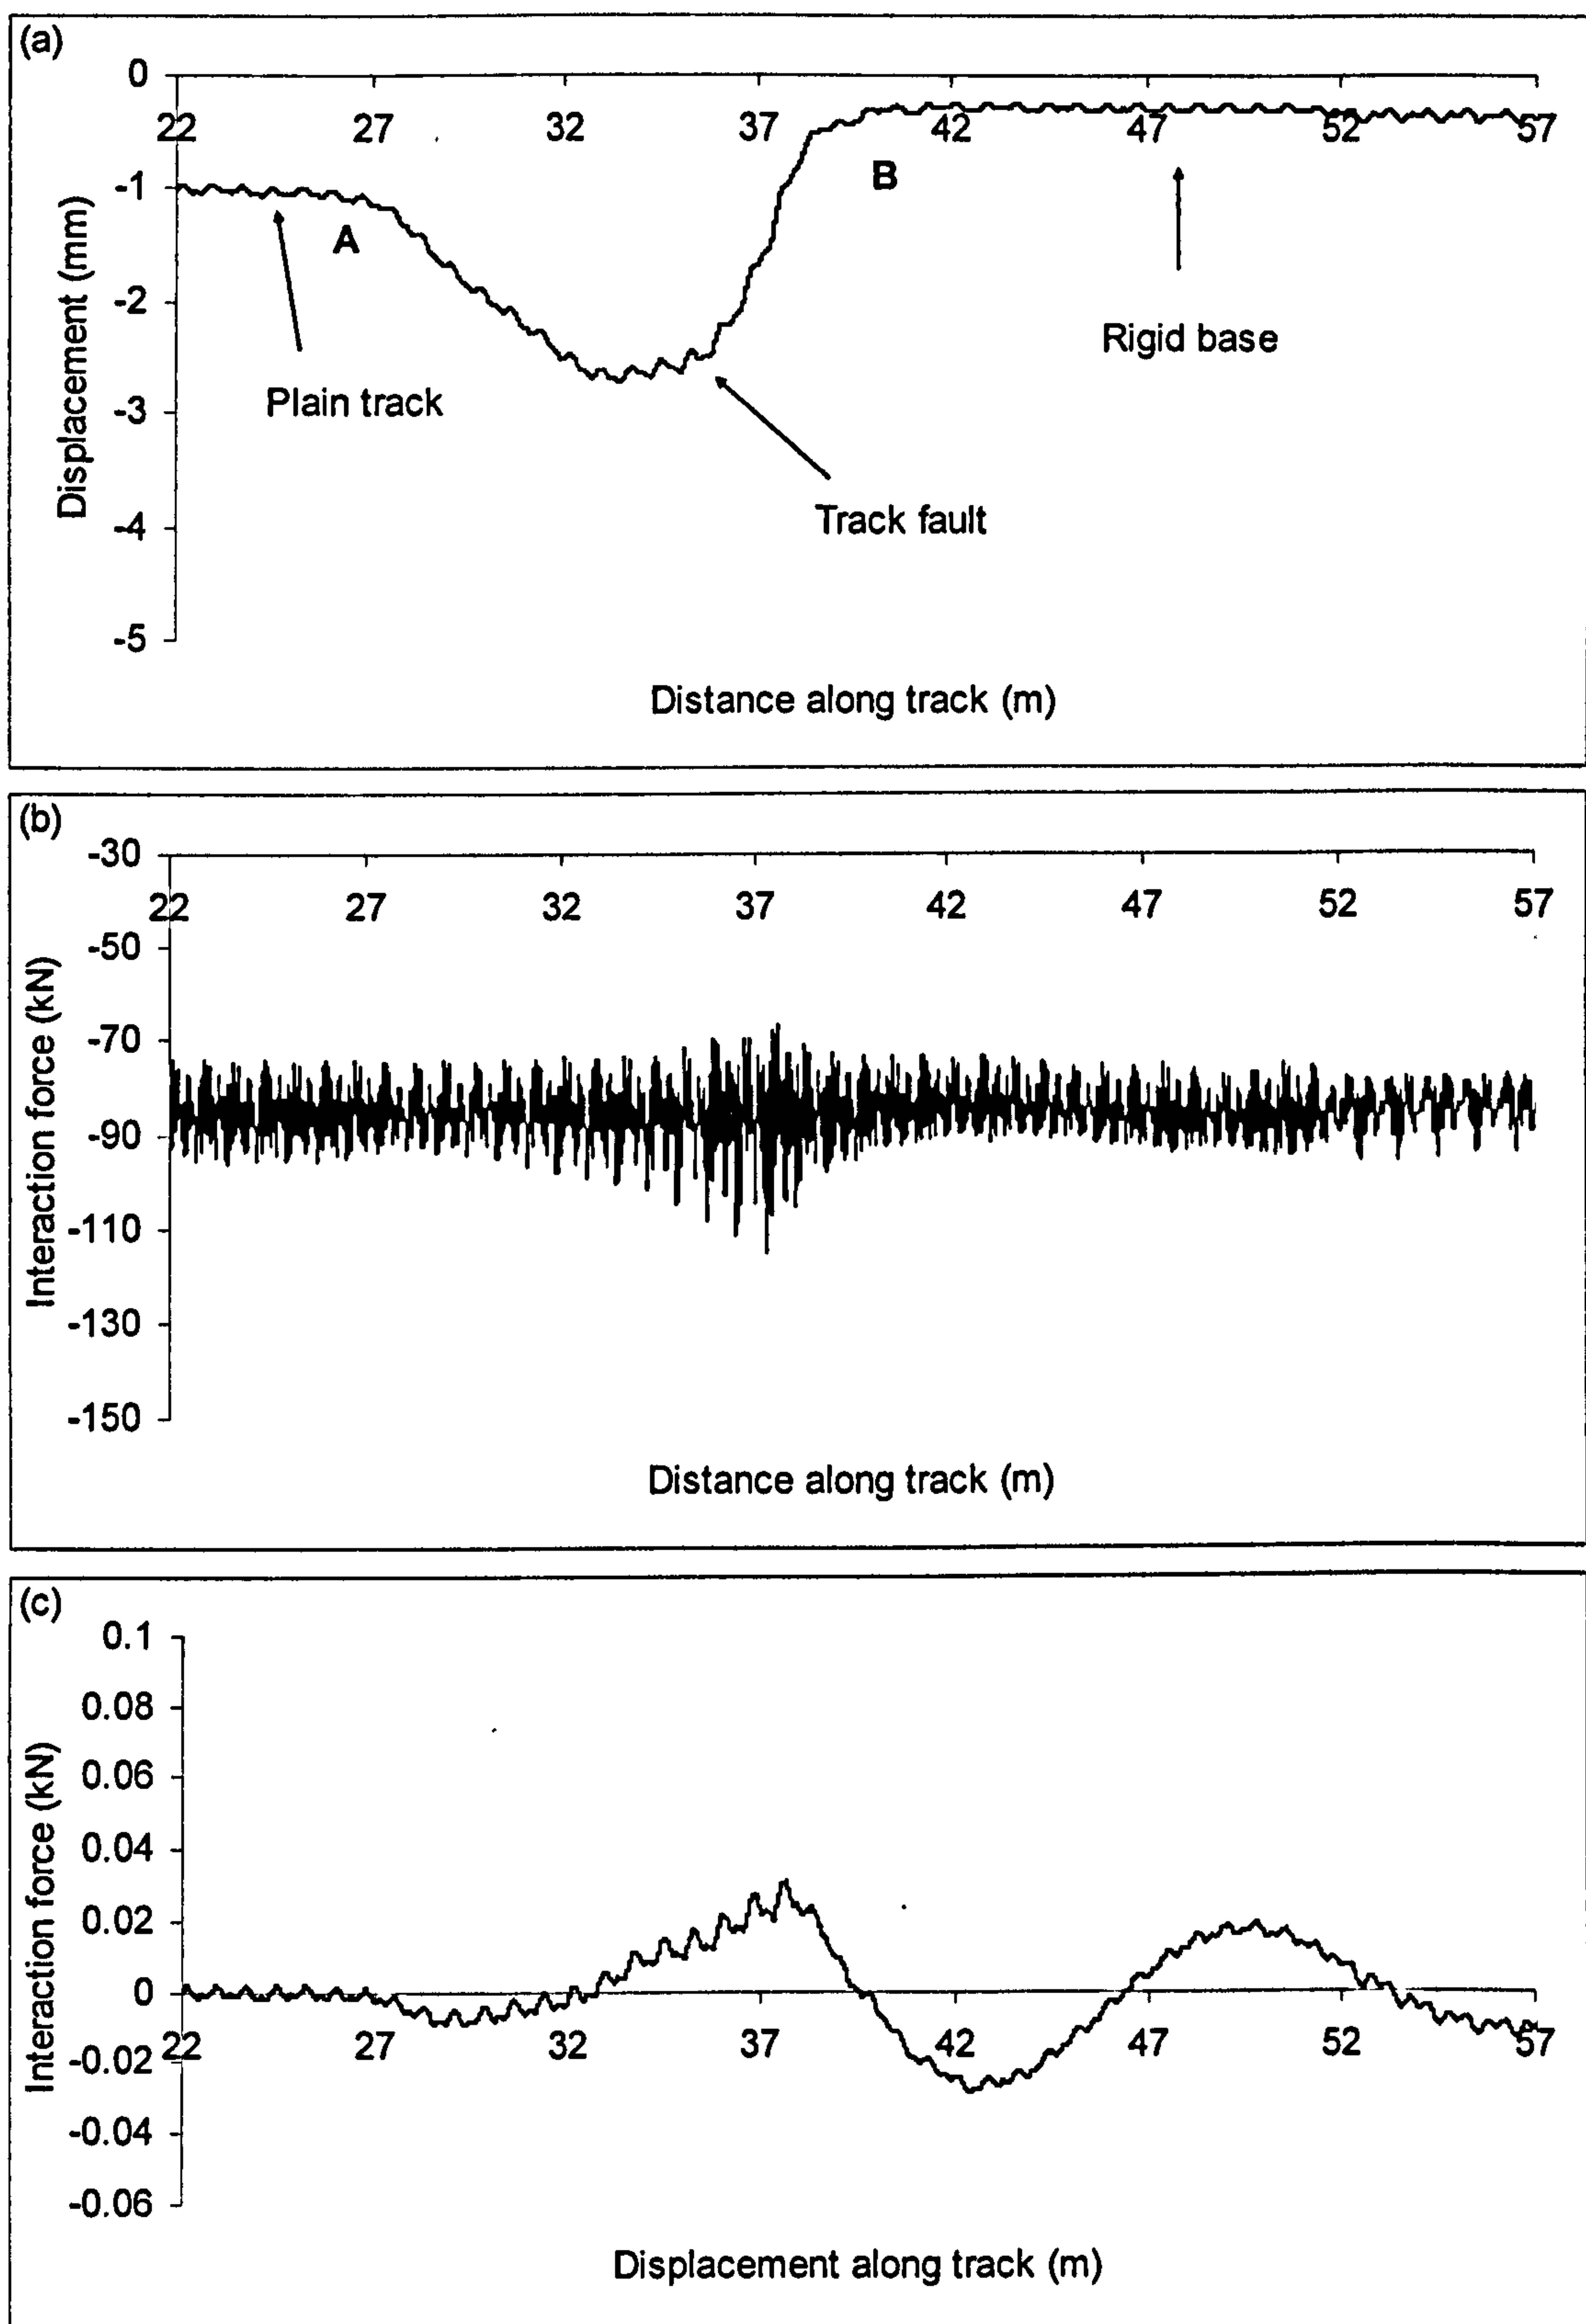 (a)
0
22 27 32 37 42 47 52 57
B
-1
A
-2
Rigid base
Plain track
-3
Track fault
-4
-5
Displacement (mm)
Distance along track (m)
(b)
-30
22 27 32 37 42 47 52 57
-50
-70
-90
-110
-130
-150
Interaction force (kN)
Distance along track (m)
(c)
0.1
0.08
0.06
0.04
0.02
0
22 27 32 37 42 47 52 57
-0.02
-0.04
-0.06
Interaction force (kN)
Displacement along track (m)